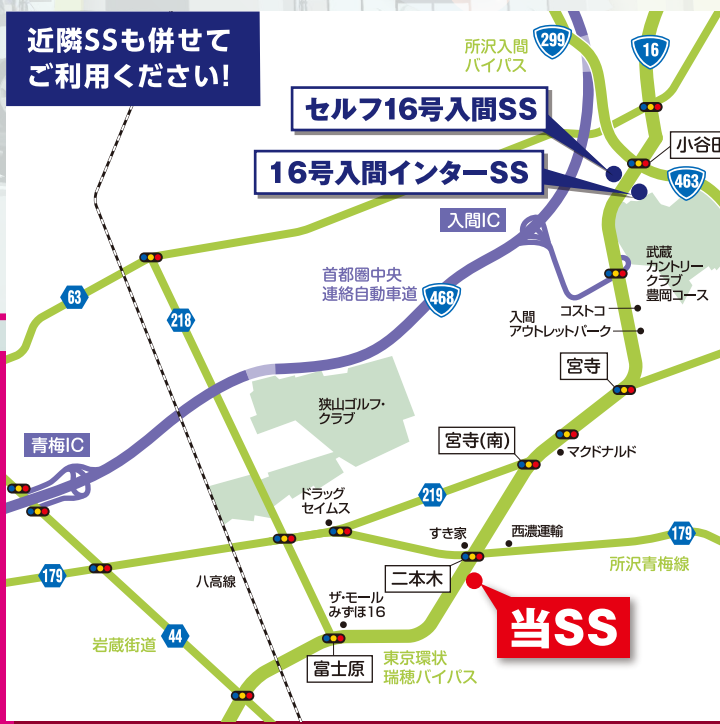 近隣SSも併せて
ご利用ください!
所沢入間
バイパス
299
16
セルフ16号入間SS
小谷田
16号入間インターSS
463
入間IC
武蔵
カントリー
クラブ
豊岡コース
首都圏中央
連絡自動車道
468
63
218
コストコ
入間
アウトレットパーク
宮寺
狭山ゴルフ・
クラブ
青梅IC
宮寺(南)
マクドナルド
ドラッグ
セイムス
219
すき家
西濃運輸
179
所沢青梅線
179
八高線
二本木
ザ・モール
みずほ16
当SS
岩蔵街道
44
富士原
東京環状
瑞穂バイパス